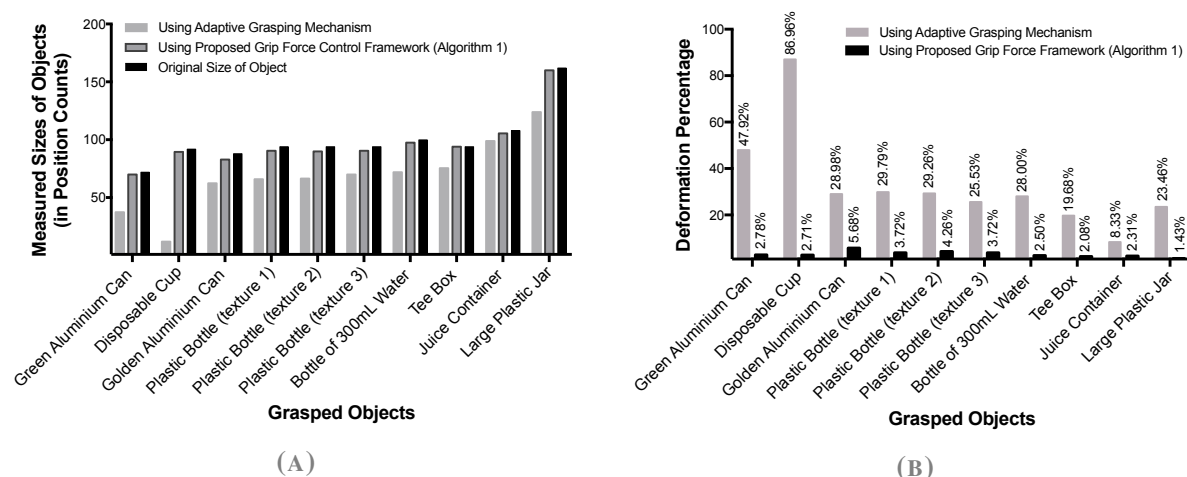 200
150
100
50
Measured Sizes of Objects
(in Position Counts)
Using Adaptive Grasping Mechanism
Using Proposed Grip Force Control Framework (Algorithm 1)
Original Size of Object
Green Aluminium Can
Disposable Cup
Golden Aluminium Can
Plastic Bottle (texture 1)
Plastic Bottle (texture 2)
Plastic Bottle (texture 3)
Bottle of 300mL Water
Tee Box
Juice Container
Large Plastic Jar
Grasped Objects
(A)
100
80
60
40
20
Deformation Percentage
Using Adaptive Grasping Mechanism
Using Proposed Grip Force Framework (Algorithm 1)
47.92%
2.78%
86.96%
2.71%
28.98%
5.68%
29.79%
3.72%
29.26%
4.26%
25.53%
3.72%
28.00%
2.50%
19.68%
2.08%
8.33%
2.31%
23.46%
1.43%
Green Aluminium Can
Disposable Cup
Golden Aluminium Can
Plastic Bottle (texture 1)
Plastic Bottle (texture 2)
Plastic Bottle (texture 3)
Bottle of 300mL Water
Tee Box
Juice Container
Large Plastic Jar
Grasped Objects
(B)